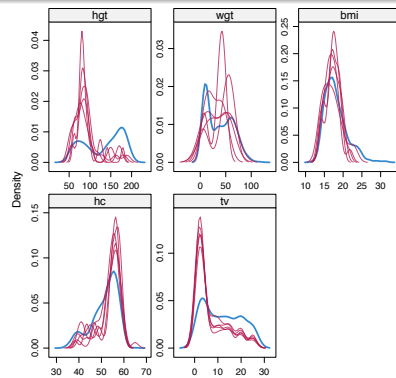 hgt
wgt
bmi
0.00 0.01 0.02 0.03 0.04
0.00 0.01 0.02 0.03
0.00 0.05 0.10 0.15 0.20 0.25
50 100 150 200
0 50 100
10 15 20 25 30
Density
hc
tv
0.00 0.05 0.10 0.15
0.00 0.05 0.10
30 40 50 60 70
0 10 20 30